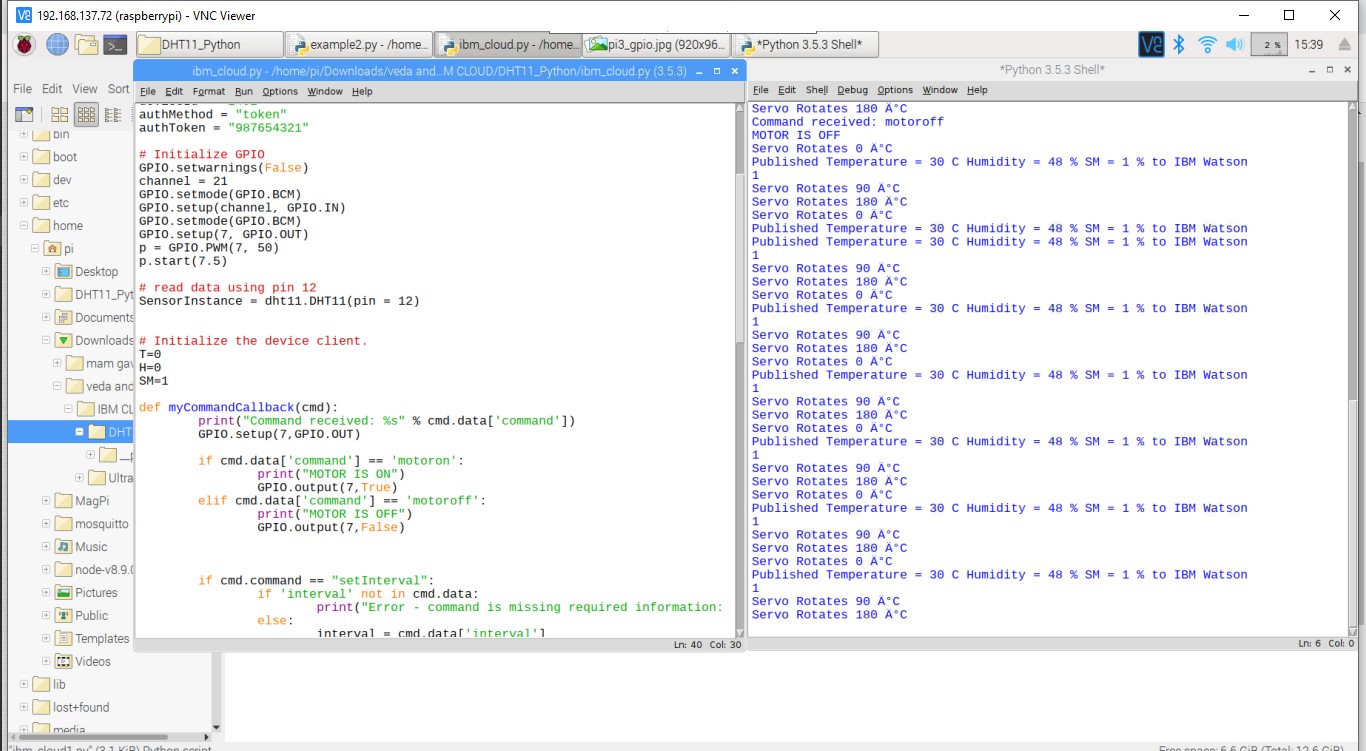 192.168.137.72 (raspberrypi) - VNC Viewer
DHT11_Python
example2.py - /home...
ibm_cloud.py - /home...
pi3_gpio.jpg (920x96...
*Python 3.5.3 Shell*
2 %
15:39
File Edit View Sort
bin
boot
dev
etc
home
pi
Desktop
DHT11_Pyt
Documents
Downloads
mam gav
veda and
IBM CL
DHT
Ultra
MagPi
mosquitto
Music
node-v8.9.0
Pictures
Public
Templates
Videos
lib
lost+found
media
"ibm_cloud1.py" (3.1 KiB) Python script
Free space: 6.6 GiB (Total: 12.6 GiB)
ibm_cloud.py - /home/pi/Downloads/veda and...M CLOUD/DHT11_Python/ibm_cloud.py (3.5.3)
File Edit Format Run Options Window Help
authMethod = "token"
authToken = "987654321"
# Initialize GPIO
GPIO.setwarnings(False)
channel = 21
GPIO.setmode(GPIO.BCM)
GPIO.setup(channel, GPIO.IN)
GPIO.setmode(GPIO.BCM)
GPIO.setup(7, GPIO.OUT)
p = GPIO.PWM(7, 50)
p.start(7.5)
# read data using pin 12
SensorInstance = dht11.DHT11(pin = 12)
# Initialize the device client.
T=0
H=0
SM=1
def myCommandCallback(cmd):
print("Command received: %s" % cmd.data['command'])
GPIO.setup(7,GPIO.OUT)
if cmd.data['command'] == 'motoron':
print("MOTOR IS ON")
GPIO.output(7,True)
elif cmd.data['command'] == 'motoroff':
print("MOTOR IS OFF")
GPIO.output(7,False)
if cmd.command == "setInterval":
if 'interval' not in cmd.data:
print("Error - command is missing required information:
else:
interval = cmd.data['interval']
Ln: 40 Col: 30
*Python 3.5.3 Shell*
File Edit Shell Debug Options Window Help
Servo Rotates 180 Â°C
Command received: motoroff
MOTOR IS OFF
Servo Rotates 0 Â°C
Published Temperature = 30 C Humidity = 48 % SM = 1 % to IBM Watson
1
Servo Rotates 90 Â°C
Servo Rotates 180 Â°C
Servo Rotates 0 Â°C
Published Temperature = 30 C Humidity = 48 % SM = 1 % to IBM Watson
Published Temperature = 30 C Humidity = 48 % SM = 1 % to IBM Watson
1
Servo Rotates 90 Â°C
Servo Rotates 180 Â°C
Servo Rotates 0 Â°C
Published Temperature = 30 C Humidity = 48 % SM = 1 % to IBM Watson
1
Servo Rotates 90 Â°C
Servo Rotates 180 Â°C
Servo Rotates 0 Â°C
Published Temperature = 30 C Humidity = 48 % SM = 1 % to IBM Watson
1
Servo Rotates 90 Â°C
Servo Rotates 180 Â°C
Servo Rotates 0 Â°C
Published Temperature = 30 C Humidity = 48 % SM = 1 % to IBM Watson
1
Servo Rotates 90 Â°C
Servo Rotates 180 Â°C
Servo Rotates 0 Â°C
Published Temperature = 30 C Humidity = 48 % SM = 1 % to IBM Watson
1
Servo Rotates 90 Â°C
Servo Rotates 180 Â°C
Servo Rotates 0 Â°C
Published Temperature = 30 C Humidity = 48 % SM = 1 % to IBM Watson
1
Servo Rotates 90 Â°C
Servo Rotates 180 Â°C
Ln: 6 Col: 0